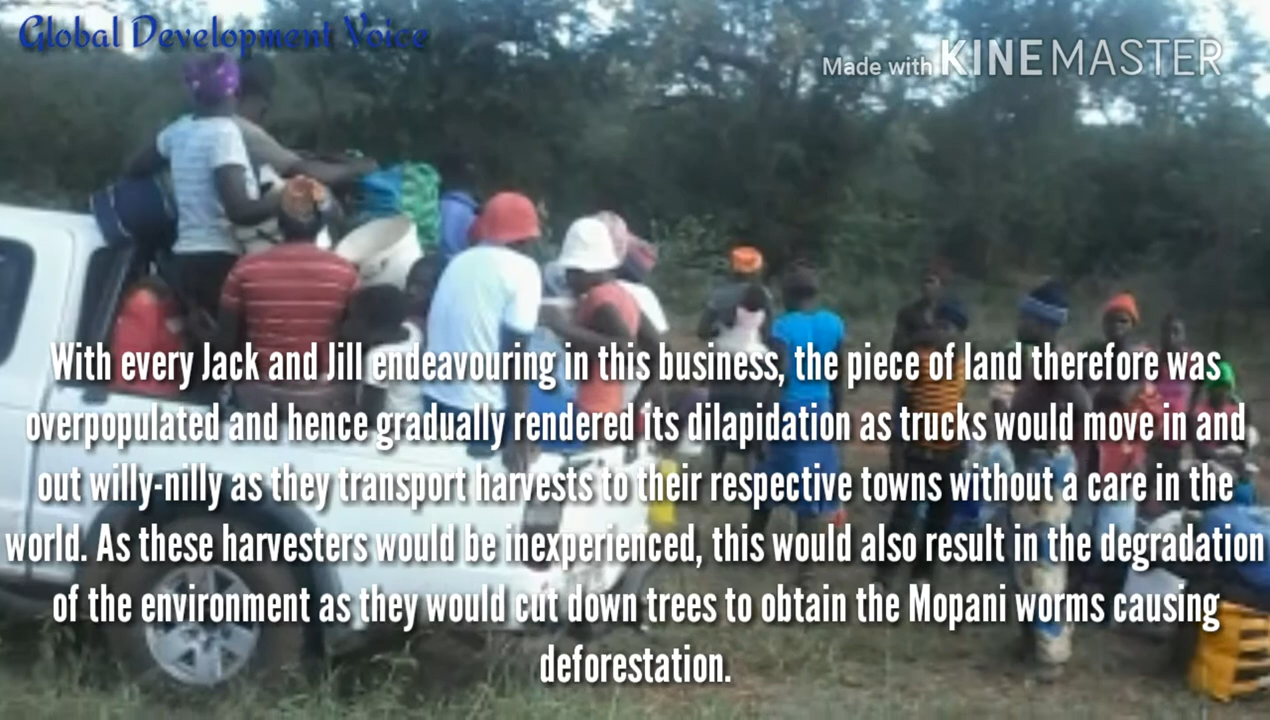 Global Development Voice
Made with KINEMASTER
With every Jack and Jill endeavouring in this business, the piece of land therefore was
overpopulated and hence gradually rendered its dilapidation as trucks would move in and
out willy-nilly as they transport harvests to their respective towns without a care in the
world. As these harvesters would be inexperienced, this would also result in the degradation
of the environment as they would cut down trees to obtain the Mopani worms causing
deforestation.